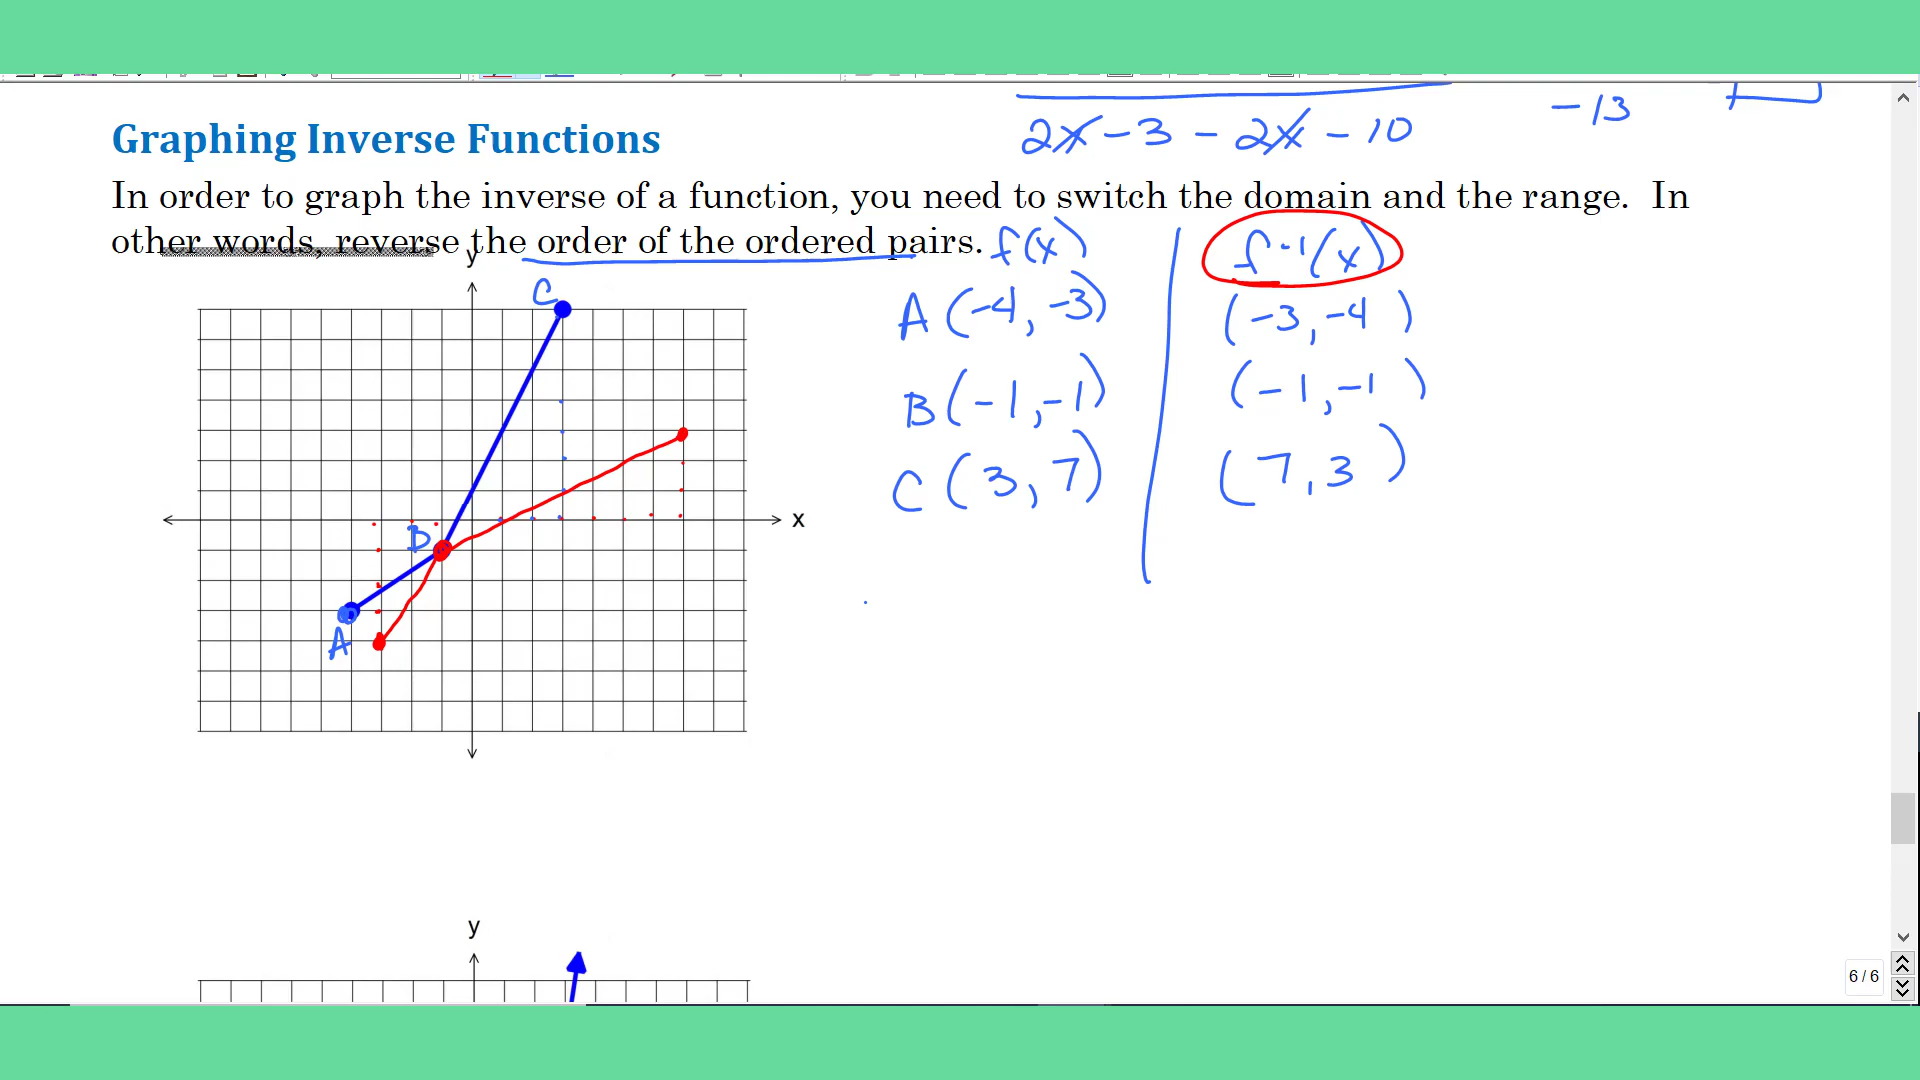 2x - 3 - 2x - 10
-13
Graphing Inverse Functions
In order to graph the inverse of a function, you need to switch the domain and the range. In
other words, reverse the order of the ordered pairs.
f(x)
f-1(x)
A (-4, -3)
(-3, -4)
B (-1, -1)
(-1, -1)
C (3, 7)
(7, 3)
y
C
x
A
y
6 / 6